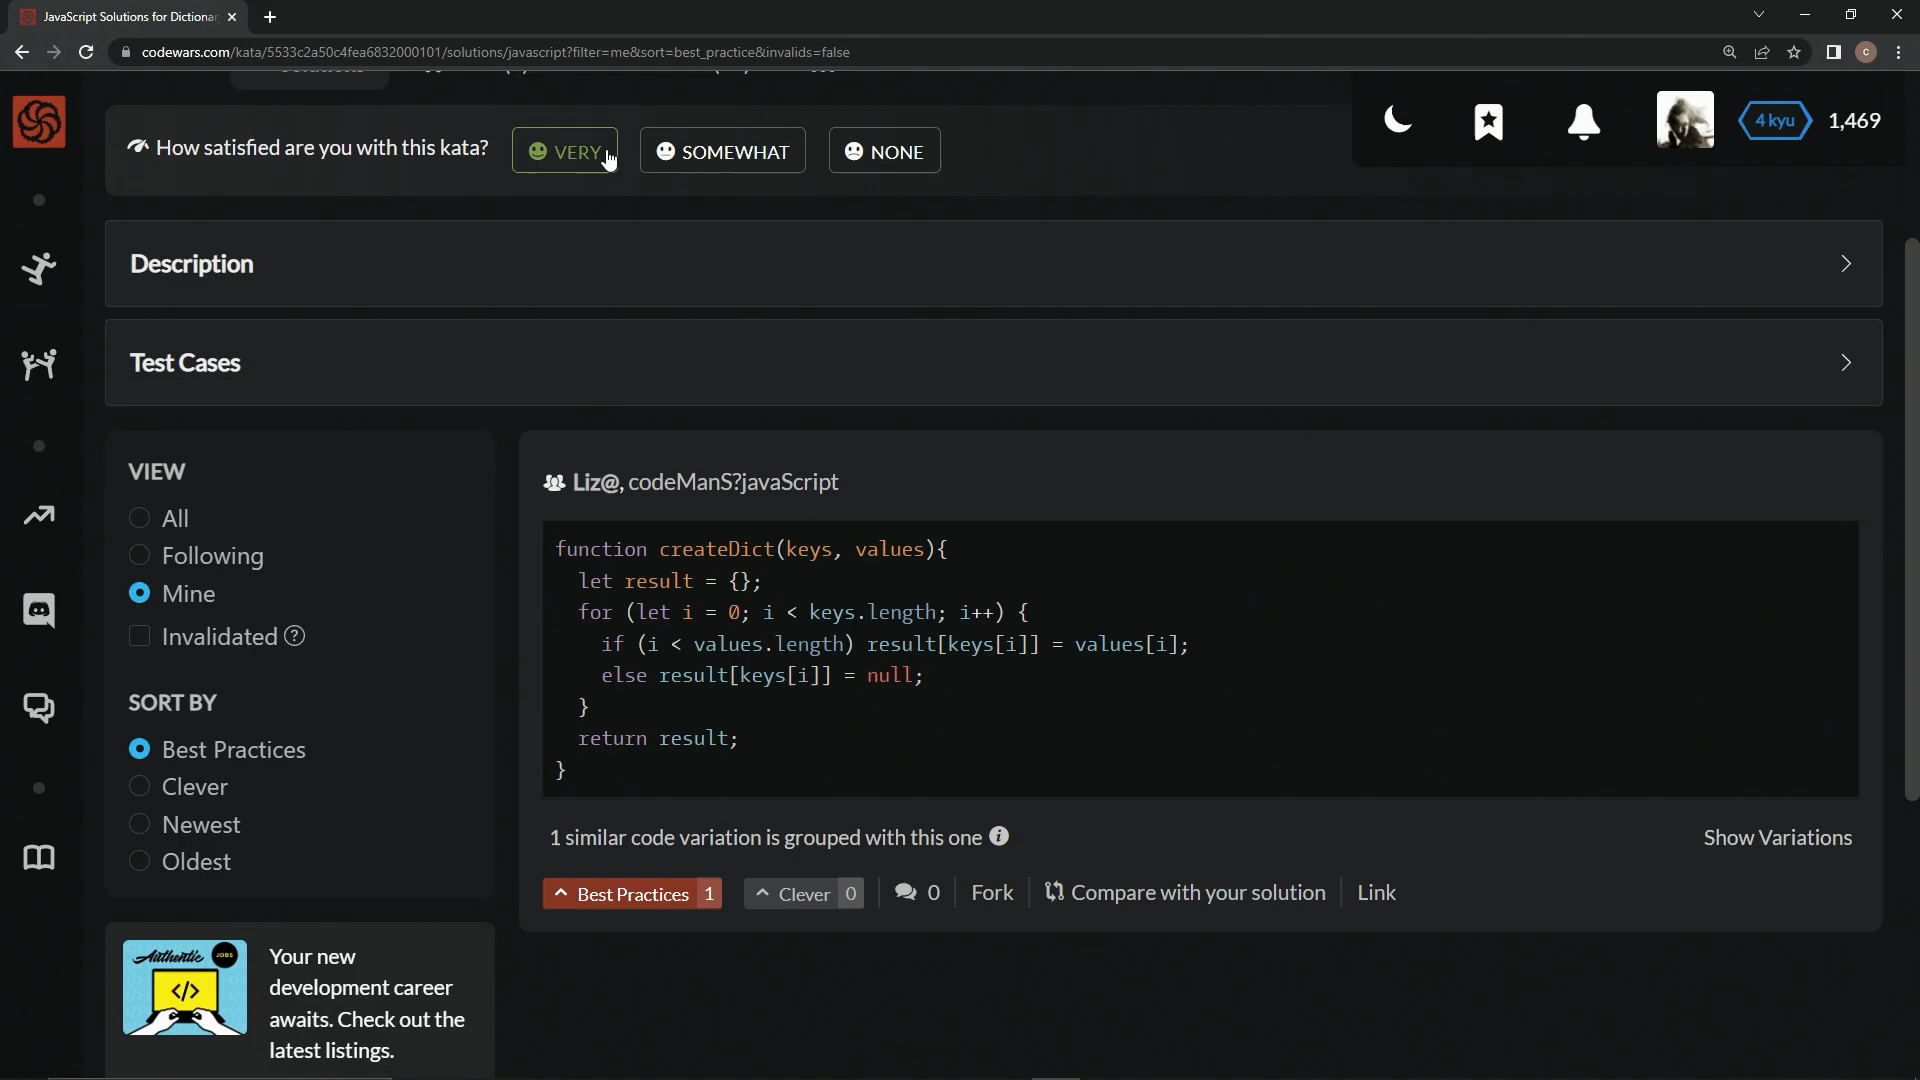 JavaScript Solutions for Dictionar
codewars.com/kata/5533c2a50c4fea6832000101/solutions/javascript?filter=me&sort=best_practice&invalids=false
C
How satisfied are you with this kata?
VERY
SOMEWHAT
NONE
4 kyu
1,469
Description
Test Cases
VIEW
All
Following
Mine
Invalidated
SORT BY
Best Practices
Clever
Newest
Oldest
Authentic JOBS
</>
Your new
development career
awaits. Check out the
latest listings.
Liz@, codeManS?javaScript
function createDict(keys, values){
let result = {};
for (let i = 0; i < keys.length; i++) {
if (i < values.length) result[keys[i]] = values[i];
else result[keys[i]] = null;
}
return result;
}
1 similar code variation is grouped with this one
Show Variations
Best Practices 1
Clever 0
0
Fork
Compare with your solution
Link